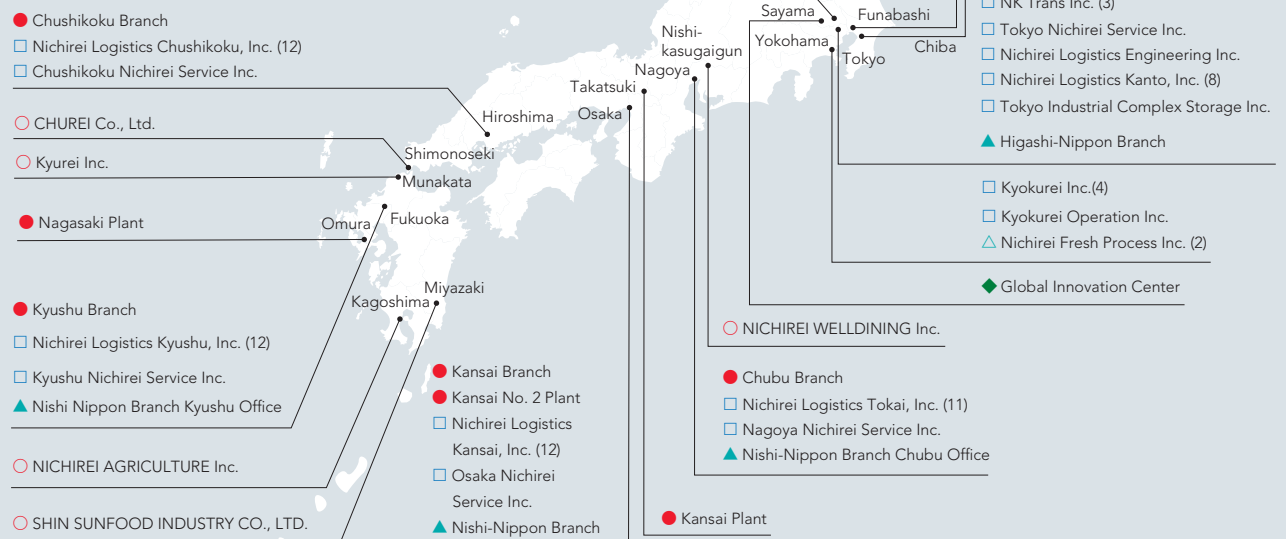 Chushikoku Branch
Nichirei Logistics Chushikoku, Inc. (12)
Chushikoku Nichirei Service Inc.
CHUREI Co., Ltd.
Kyurei Inc.
Nagasaki Plant
Kyushu Branch
Nichirei Logistics Kyushu, Inc. (12)
Kyushu Nichirei Service Inc.
Nishi Nippon Branch Kyushu Office
NICHIREI AGRICULTURE Inc.
SHIN SUNFOOD INDUSTRY CO., LTD.
Hiroshima
Shimonoseki
Munakata
Fukuoka
Omura
Miyazaki
Kagoshima
Kansai Branch
Kansai No. 2 Plant
Nichirei Logistics
Kansai, Inc. (12)
Osaka Nichirei
Service Inc.
Nishi-Nippon Branch
Sayama
Funabashi
Nishi-
kasugaigun
Yokohama
Chiba
Tokyo
Nagoya
Takatsuki
Osaka
NK Trans Inc. (3)
Tokyo Nichirei Service Inc.
Nichirei Logistics Engineering Inc.
Nichirei Logistics Kanto, Inc. (8)
Tokyo Industrial Complex Storage Inc.
Higashi-Nippon Branch
Kyokurei Inc.(4)
Kyokurei Operation Inc.
Nichirei Fresh Process Inc. (2)
Global Innovation Center
NICHIREI WELLDINING Inc.
Chubu Branch
Nichirei Logistics Tokai, Inc. (11)
Nagoya Nichirei Service Inc.
Nishi-Nippon Branch Chubu Office
Kansai Plant